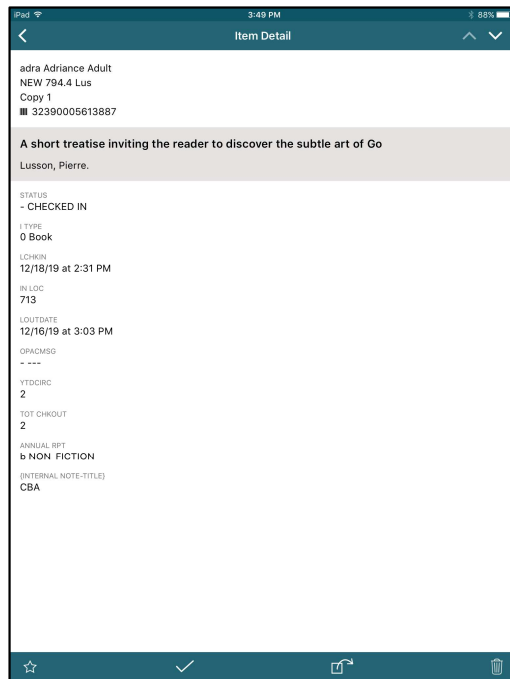 iPad 3:49 PM 88%
Item Detail
adra Adriance Adult
NEW 794.4 Lus
Copy 1
32390005613887
A short treatise inviting the reader to discover the subtle art of Go
Lusson, Pierre.
STATUS
- CHECKED IN
I TYPE
0 Book
LCHKIN
12/18/19 at 2:31 PM
IN LOC
713
LOUTDATE
12/16/19 at 3:03 PM
OPACMSG
- ---
YTDCIRC
2
TOT CHKOUT
2
ANNUAL RPT
b NON FICTION
{INTERNAL NOTE-TITLE}
CBA